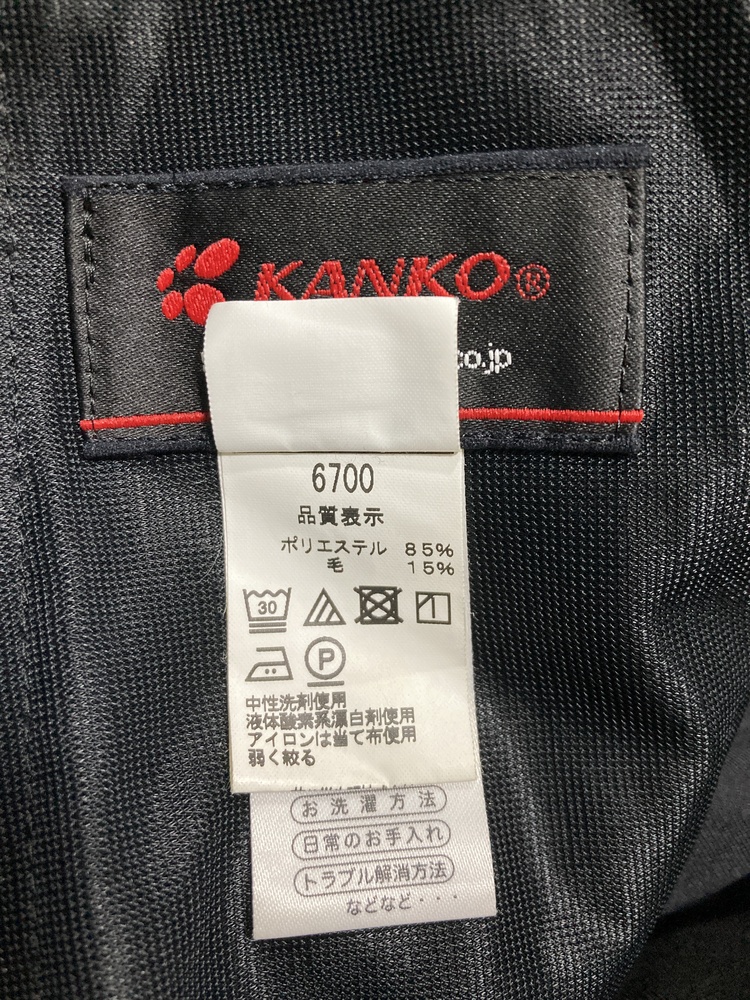 KANKO®
co.jp
6700
品質表示
ポリエステル 85%
毛 15%
30
P
中性洗剤使用
液体酸素系漂白剤使用
アイロンは当て布使用
弱く絞る
お洗濯方法
日常のお手入れ
トラブル解消方法
などなど・・・